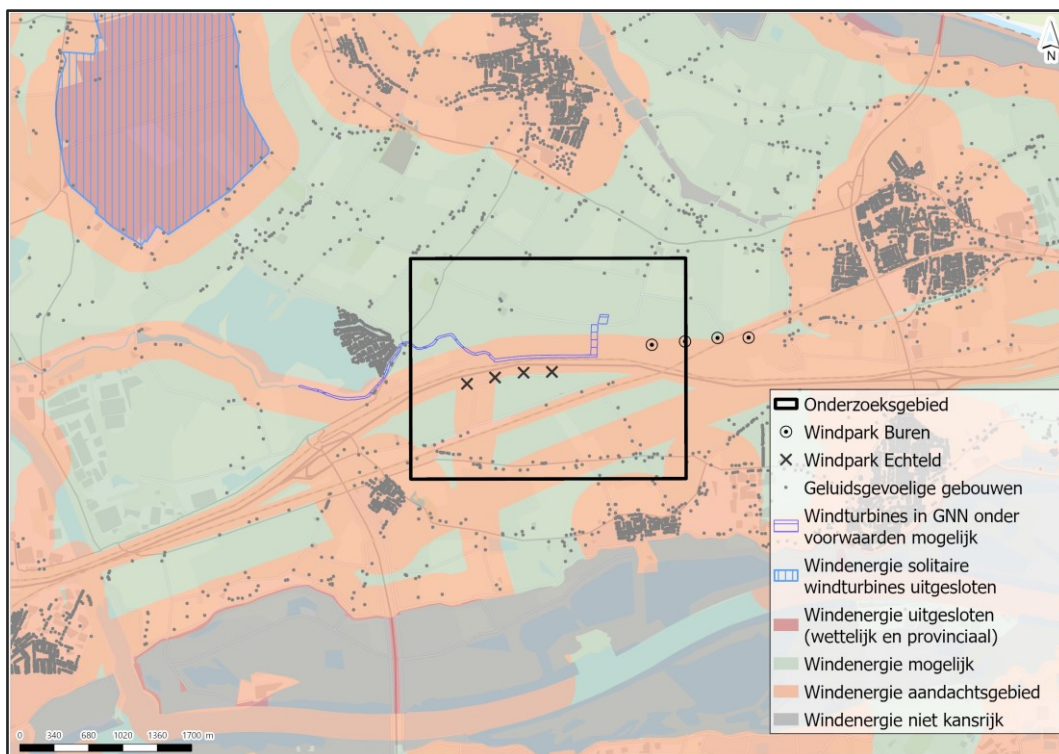 N
Onderzoeksgebied
Windpark Buren
Windpark Echteld
Geluidsgevoelige gebouwen
Windturbines in GNN onder
voorwaarden mogelijk
Windenergie solitaire
windturbines uitgesloten
Windenergie uitgesloten
(wettelijk en provinciaal)
Windenergie mogelijk
Windenergie aandachtsgebied
Windenergie niet kansrijk
0 340 680 1020 1360 1700 m